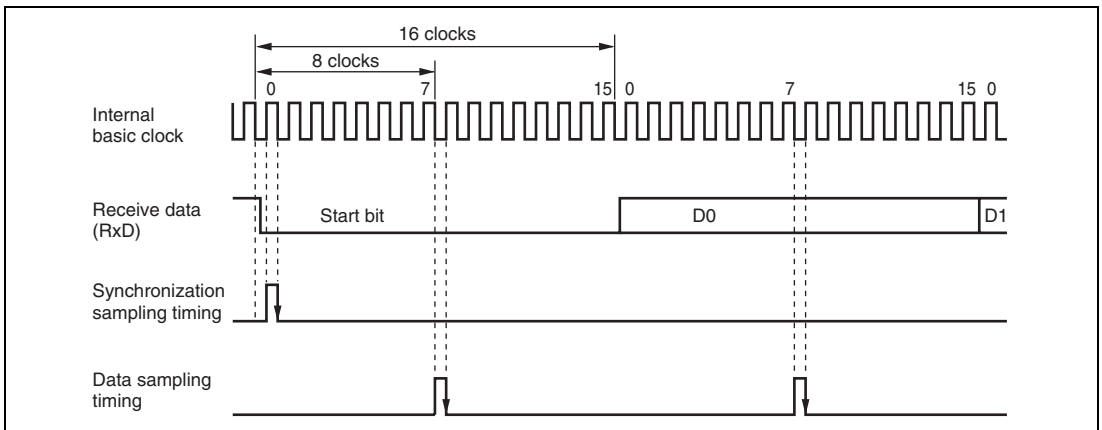 16 clocks
8 clocks
0 7 15 0 7 15 0
Internal
basic clock
Receive data
(RxD)
Start bit D0 D1
Synchronization
sampling timing
Data sampling
timing